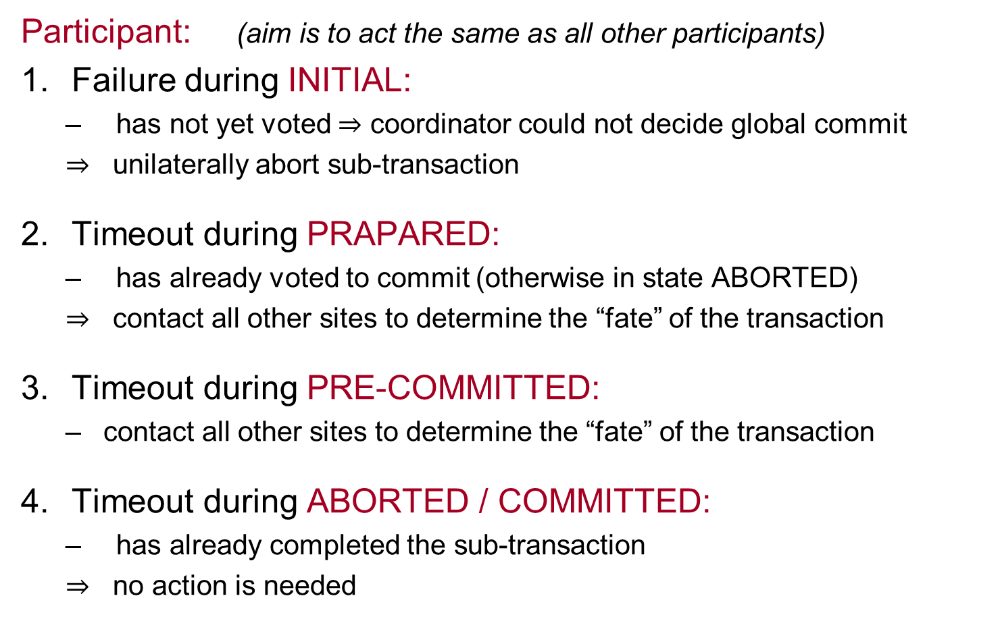 Participant: (aim is to act the same as all other participants)
1. Failure during INITIAL:
– has not yet voted ⇒ coordinator could not decide global commit
⇒ unilaterally abort sub-transaction
2. Timeout during PRAPARED:
– has already voted to commit (otherwise in state ABORTED)
⇒ contact all other sites to determine the “fate” of the transaction
3. Timeout during PRE-COMMITTED:
– contact all other sites to determine the “fate” of the transaction
4. Timeout during ABORTED / COMMITTED:
– has already completed the sub-transaction
⇒ no action is needed